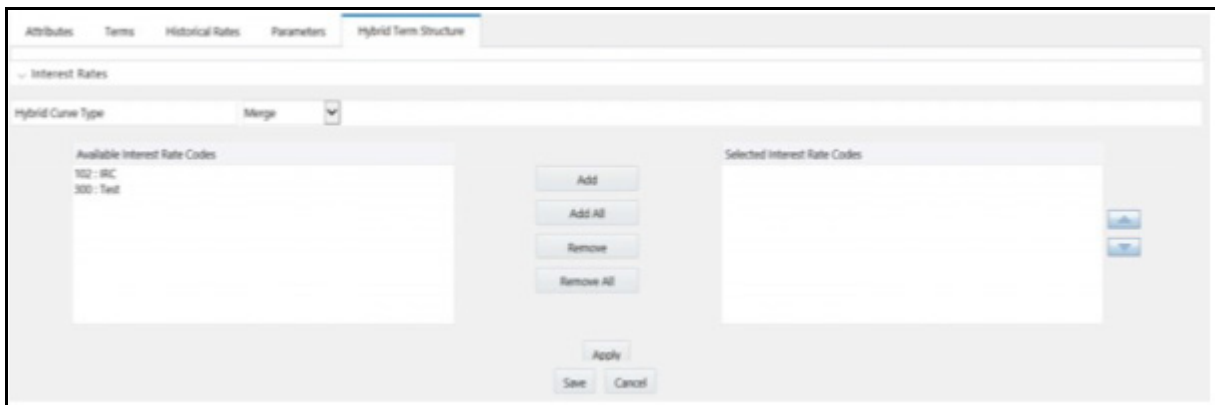 Attributes Terms Historical Rates Parameters Hybrid Term Structure
Interest Rates
Hybrid Curve Type Merge
Available Interest Rate Codes Selected Interest Rate Codes
102 : IRC
300 : Test
Add
Add All
Remove
Remove All
Apply
Save Cancel